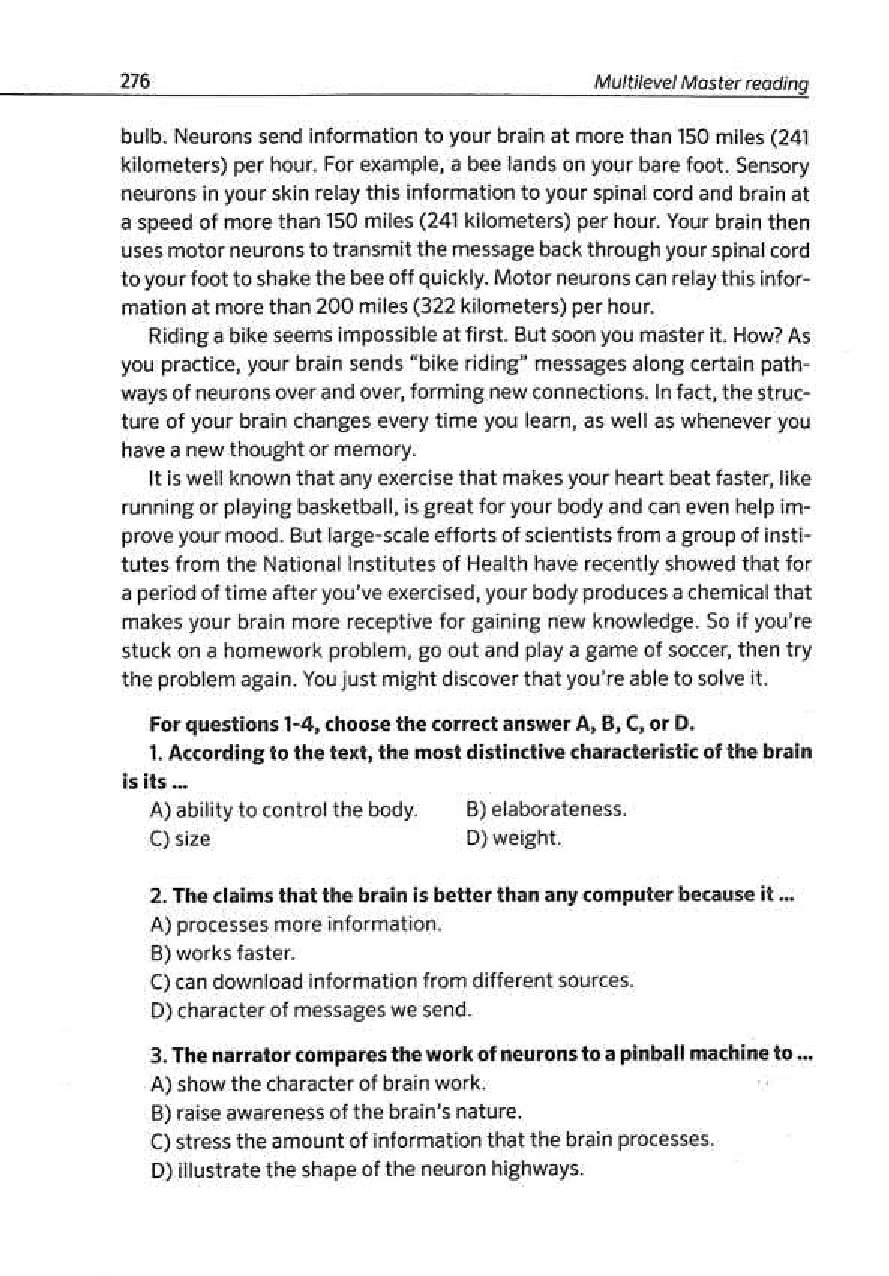 276
Multilevel Master reading
bulb. Neurons send information to your brain at more than 150 miles (241
kilometers) per hour. For example, a bee lands on your bare foot. Sensory
neurons in your skin relay this information to your spinal cord and brain at
a speed of more than 150 miles (241 kilometers) per hour. Your brain then
uses motor neurons to transmit the message back through your spinal cord
to your foot to shake the bee off quickly. Motor neurons can relay this infor-
mation at more than 200 miles (322 kilometers) per hour.
Riding a bike seems impossible at first. But soon you master it. How? As
you practice, your brain sends "bike riding" messages along certain path-
ways of neurons over and over, forming new connections. In fact, the struc-
ture of your brain changes every time you learn, as well as whenever you
have a new thought or memory.
It is well known that any exercise that makes your heart beat faster, like
running or playing basketball, is great for your body and can even help im-
prove your mood. But large-scale efforts of scientists from a group of insti-
tutes from the National Institutes of Health have recently showed that for
a period of time after you've exercised, your body produces a chemical that
makes your brain more receptive for gaining new knowledge. So if you're
stuck on a homework problem, go out and play a game of soccer, then try
the problem again. You just might discover that you're able to solve it.
For questions 1-4, choose the correct answer A, B, C, or D.
1. According to the text, the most distinctive characteristic of the brain
is its ...
A) ability to control the body. B) elaborateness.
C) size D) weight.
2. The claims that the brain is better than any computer because it ...
A) processes more information.
B) works faster.
C) can download information from different sources.
D) character of messages we send.
3. The narrator compares the work of neurons to a pinball machine to ...
A) show the character of brain work.
B) raise awareness of the brain's nature.
C) stress the amount of information that the brain processes.
D) illustrate the shape of the neuron highways.